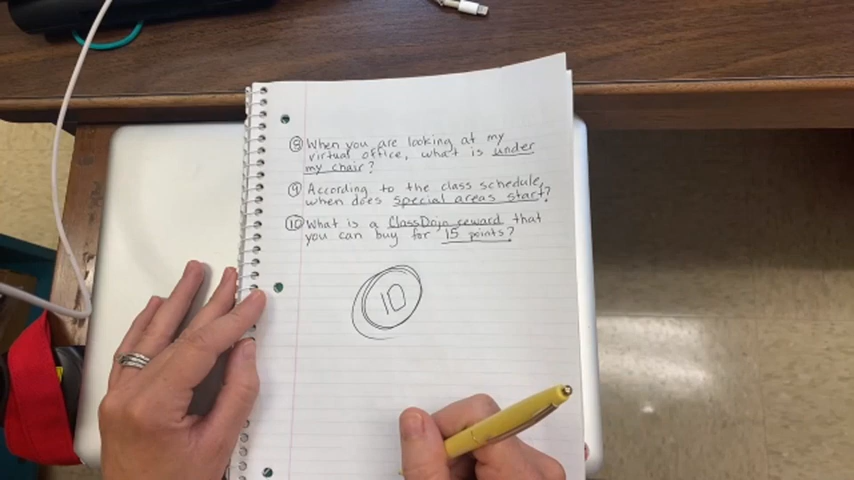 ⑧ When you are looking at my
virtual office, what is under
my chair?
⑨ According to the class schedule,
when does special areas start?
⑩ What is a ClassDojo reward that
you can buy for 15 points?
10